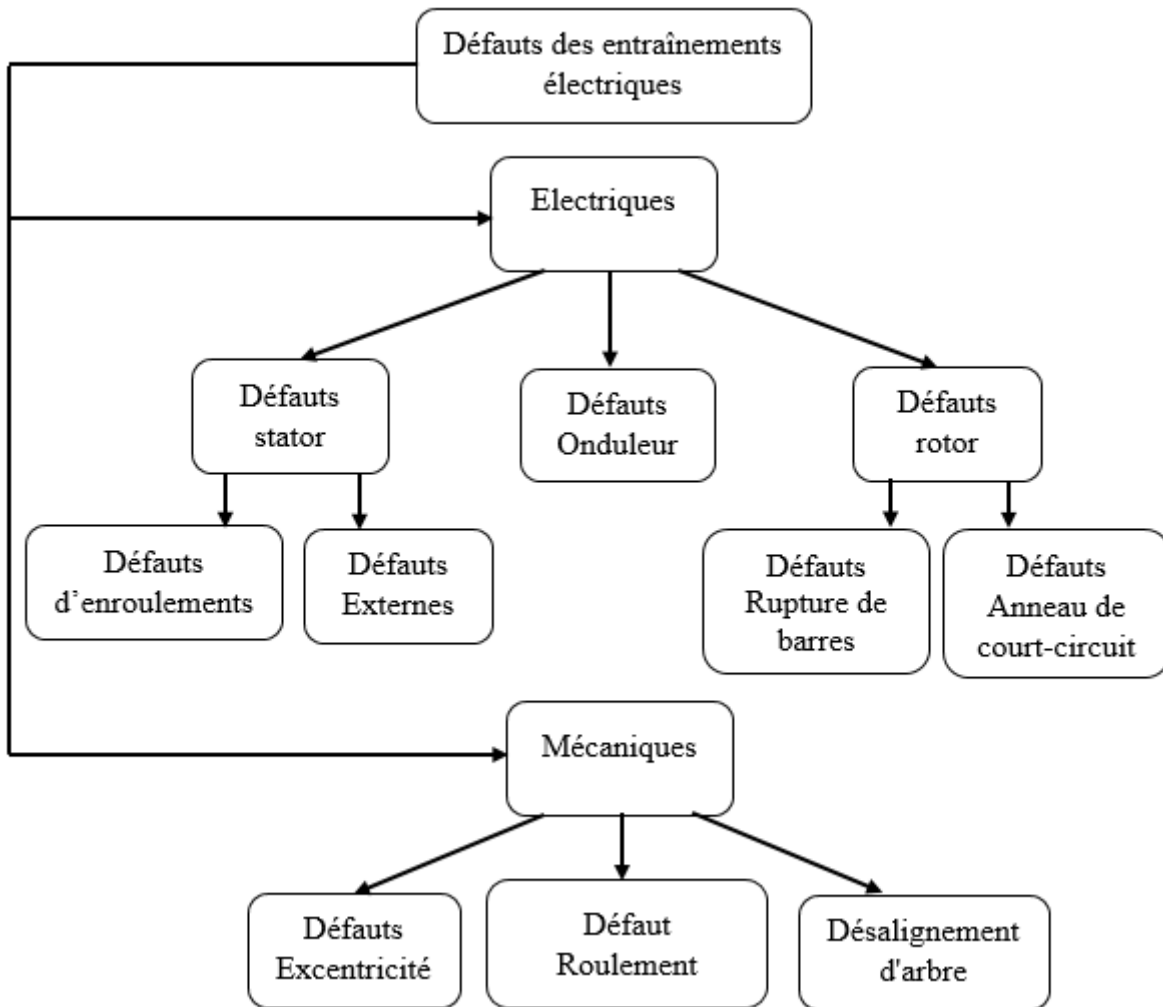 Défauts des entraînements
électriques
Electriques
Défauts
stator
Défauts
Onduleur
Défauts
rotor
Défauts
d’enroulements
Défauts
Externes
Défauts
Rupture de
barres
Défauts
Anneau de
court-circuit
Mécaniques
Défauts
Excentricité
Défaut
Roulement
Désalignement
d'arbre